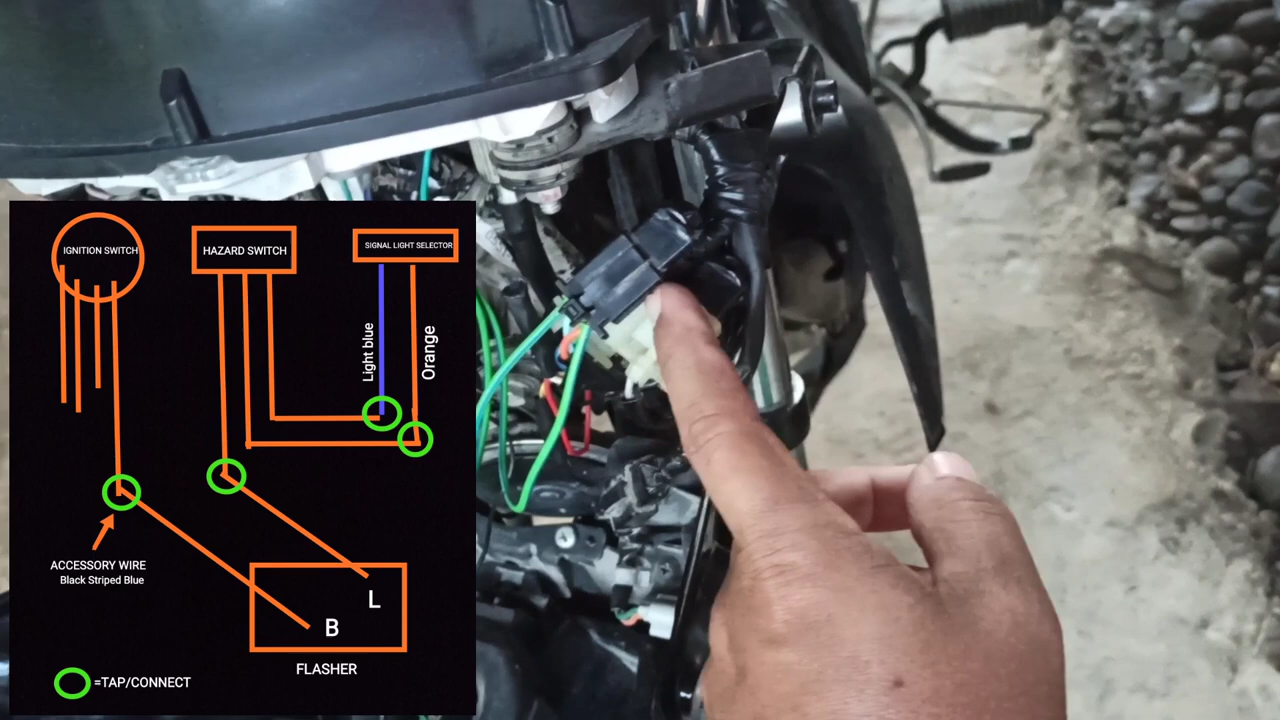 IGNITION SWITCH
HAZARD SWITCH
SIGNAL LIGHT SELECTOR
Light blue
Orange
ACCESSORY WIRE
Black Striped Blue
L
B
FLASHER
=TAP/CONNECT